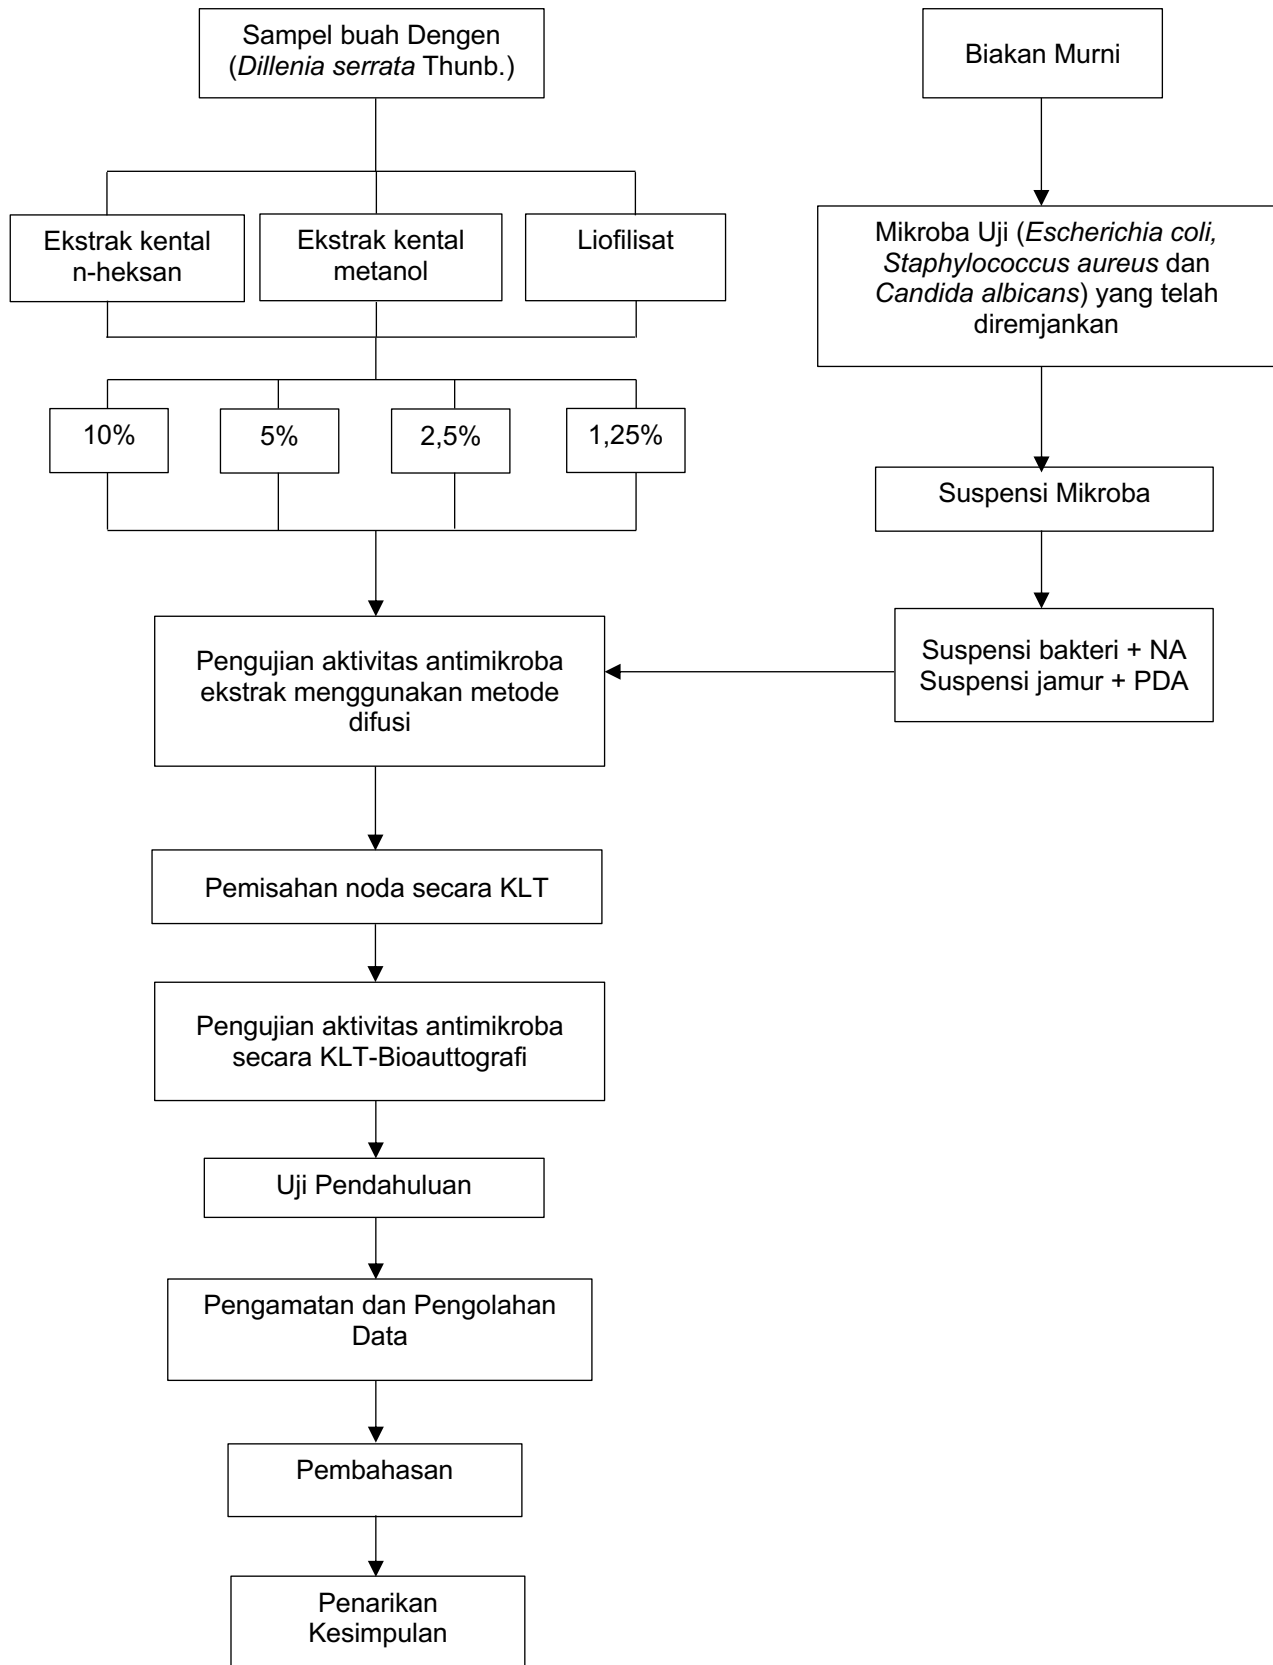 Sampel buah Dengen
(Dillenia serrata Thunb.)
Biakan Murni
Ekstrak kental
n-heksan
Ekstrak kental
metanol
Liofilisat
Mikroba Uji (Escherichia coli,
Staphylococcus aureus dan
Candida albicans) yang telah
diremjankan
10%
5%
2,5%
1,25%
Suspensi Mikroba
Suspensi bakteri + NA
Suspensi jamur + PDA
Pengujian aktivitas antimikroba
ekstrak menggunakan metode
difusi
Pemisahan noda secara KLT
Pengujian aktivitas antimikroba
secara KLT-Bioauttografi
Uji Pendahuluan
Pengamatan dan Pengolahan
Data
Pembahasan
Penarikan
Kesimpulan